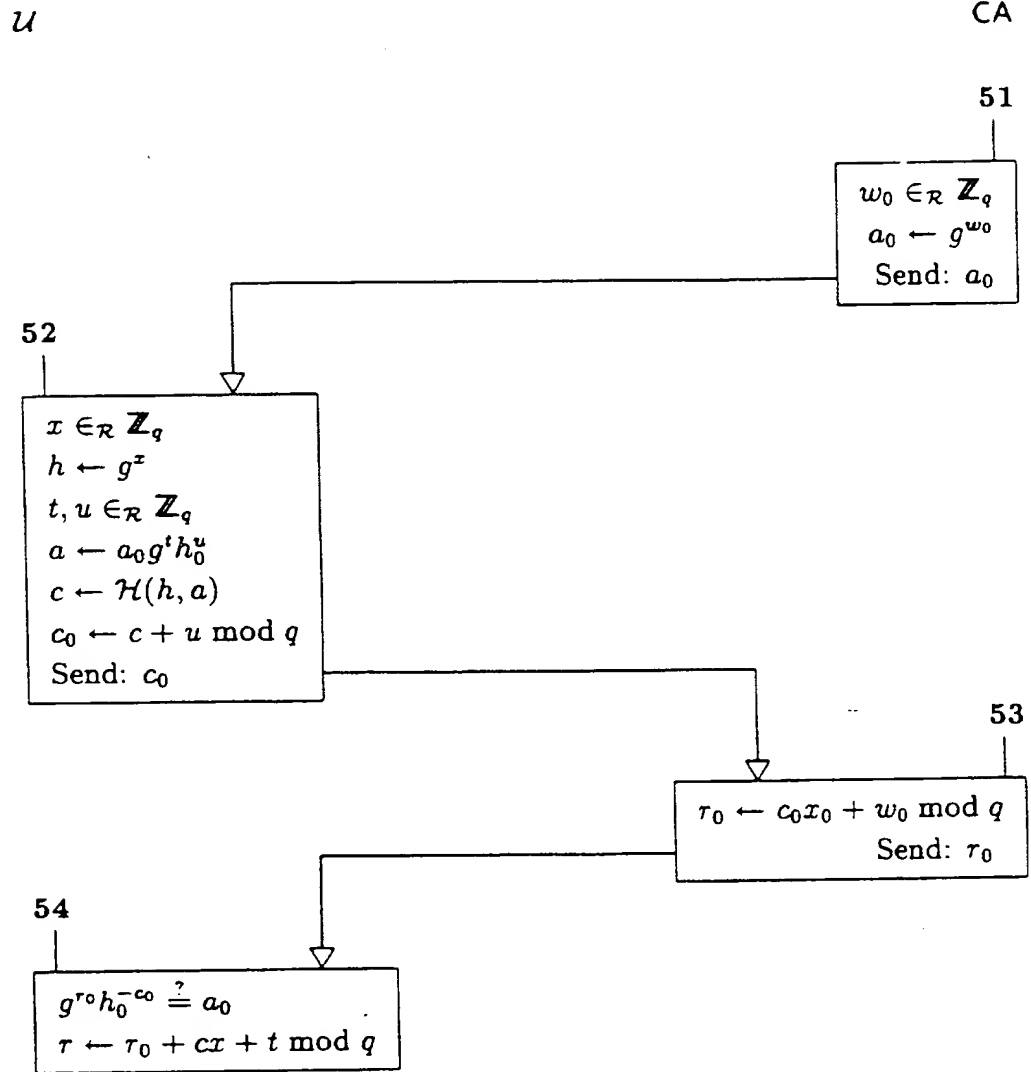 𝒰
CA
51
w₀ ∈_ℛ ℤ_q
a₀ ← g^{w₀}
Send: a₀
52
x ∈_ℛ ℤ_q
h ← g^x
t, u ∈_ℛ ℤ_q
a ← a₀g^t h₀^u
c ← ℋ(h, a)
c₀ ← c + u mod q
Send: c₀
53
r₀ ← c₀x₀ + w₀ mod q
Send: r₀
54
g^{r₀}h₀^{-c₀} ≟ a₀
r ← r₀ + cx + t mod q